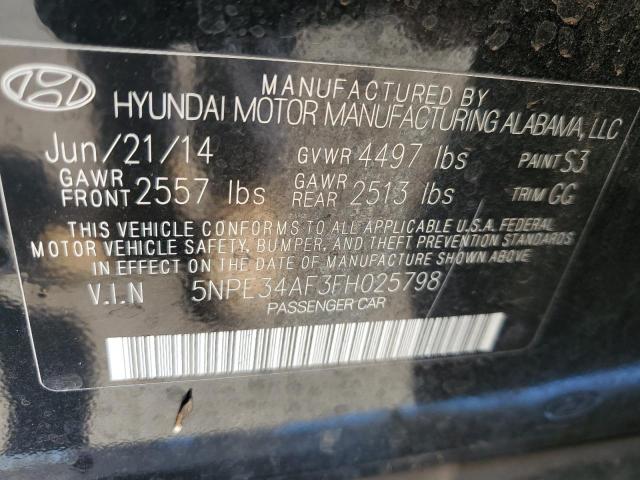 MANUFACTURED BY
HYUNDAI MOTOR MANUFACTURING ALABAMA, LLC
Jun/21/14 GVWR 4497 lbs PAINT S3
GAWR FRONT 2557 lbs GAWR REAR 2513 lbs TRIM GG
THIS VEHICLE CONFORMS TO ALL APPLICABLE U.S.A. FEDERAL
MOTOR VEHICLE SAFETY, BUMPER, AND THEFT PREVENTION STANDARDS
IN EFFECT ON THE DATE OF MANUFACTURE SHOWN ABOVE.
V.I.N 5NPE34AF3FH025798
PASSENGER CAR